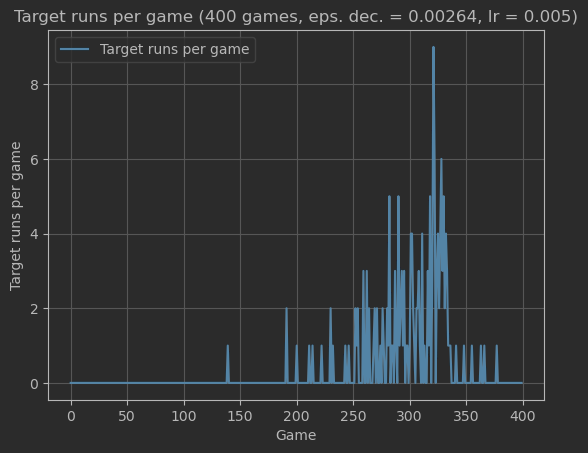 Target runs per game (400 games, eps. dec. = 0.00264, lr = 0.005)
Target runs per game
8
6
4
2
0
Target runs per game
0 50 100 150 200 250 300 350 400
Game